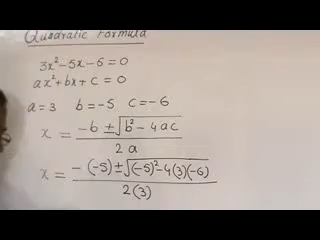 Quadratic Formula
3x²-5x-6=0
ax²+bx+c=0
a=3 b=-5 c=-6
x = -b ±√b²-4ac / 2a
x = -(-5)±√(-5)²-4(3)(-6) / 2(3)